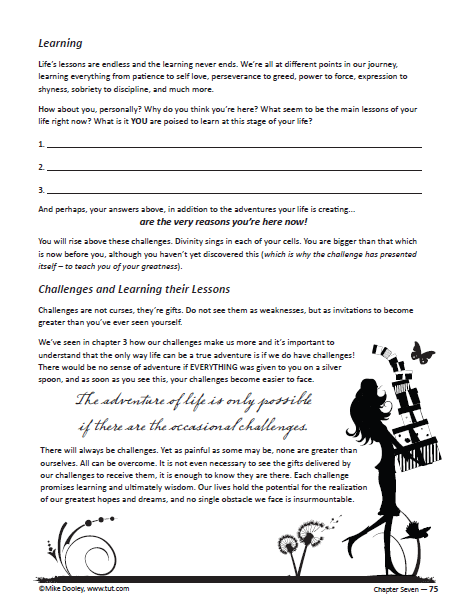 Learning
Life's lessons are endless and the learning never ends. We're all at different points in our journey,
learning everything from patience to self love, perseverance to greed, power to force, expression to
shyness, sobriety to discipline, and much more.
How about you, personally? Why do you think you're here? What seem to be the main lessons of your
life right now? What is it YOU are poised to learn at this stage of your life?
1.
2.
3.
And perhaps, your answers above, in addition to the adventures your life is creating...
are the very reasons you're here now!
You will rise above these challenges. Divinity sings in each of your cells. You are bigger than that which
is now before you, although you haven't yet discovered this (which is why the challenge has presented
itself – to teach you of your greatness).
Challenges and Learning their Lessons
Challenges are not curses, they're gifts. Do not see them as weaknesses, but as invitations to become
greater than you've ever seen yourself.
We've seen in chapter 3 how our challenges make us more and it's important to
understand that the only way life can be a true adventure is if we do have challenges!
There would be no sense of adventure if EVERYTHING was given to you on a silver
spoon, and as soon as you see this, your challenges become easier to face.
The adventure of life is only possible
if there are the occasional challenges.
There will always be challenges. Yet as painful as some may be, none are greater than
ourselves. All can be overcome. It is not even necessary to see the gifts delivered by
our challenges to receive them, it is enough to know they are there. Each challenge
promises learning and ultimately wisdom. Our lives hold the potential for the realization
of our greatest hopes and dreams, and no single obstacle we face is insurmountable.
©Mike Dooley, www.tut.com
Chapter Seven — 75